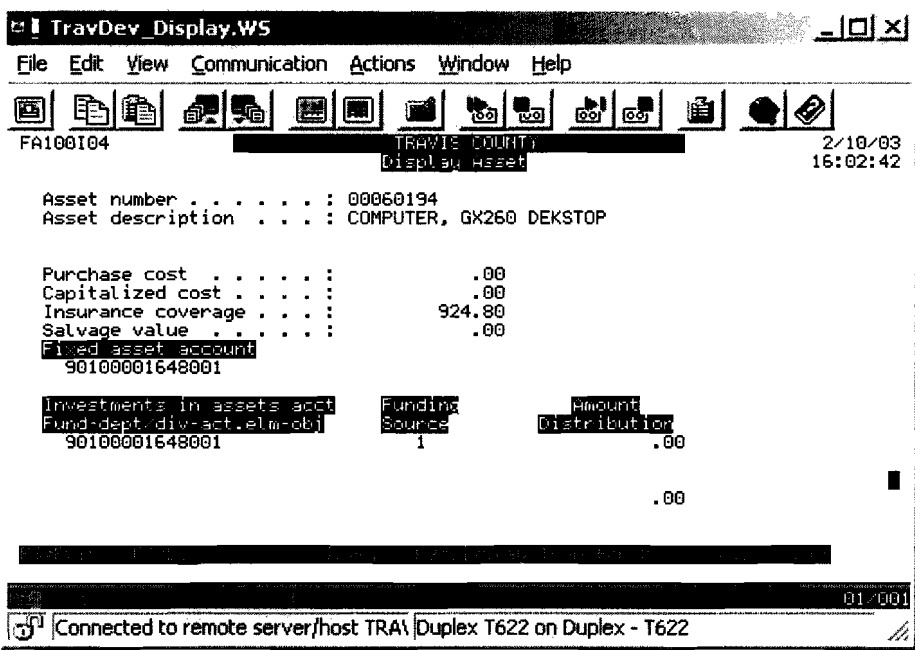 TravDev_Display.WS
File Edit View Communication Actions Window Help
FA100I04 TRAVIS COUNTY 2/10/03
Display Asset 16:02:42
Asset number . . . . . . : 00060194
Asset description . . . : COMPUTER, GX260 DEKSTOP
Purchase cost . . . . . : .00
Capitalized cost . . . . : .00
Insurance coverage . . . : 924.80
Salvage value . . . . . : .00
Fixed asset account
90100001648001
Investments in assets acct Funding Amount
Fund-dept/div-act.elm-obj Source Distribution
90100001648001 1 .00
.00
01/001
Connected to remote server/host TRAV Duplex T622 on Duplex - T622